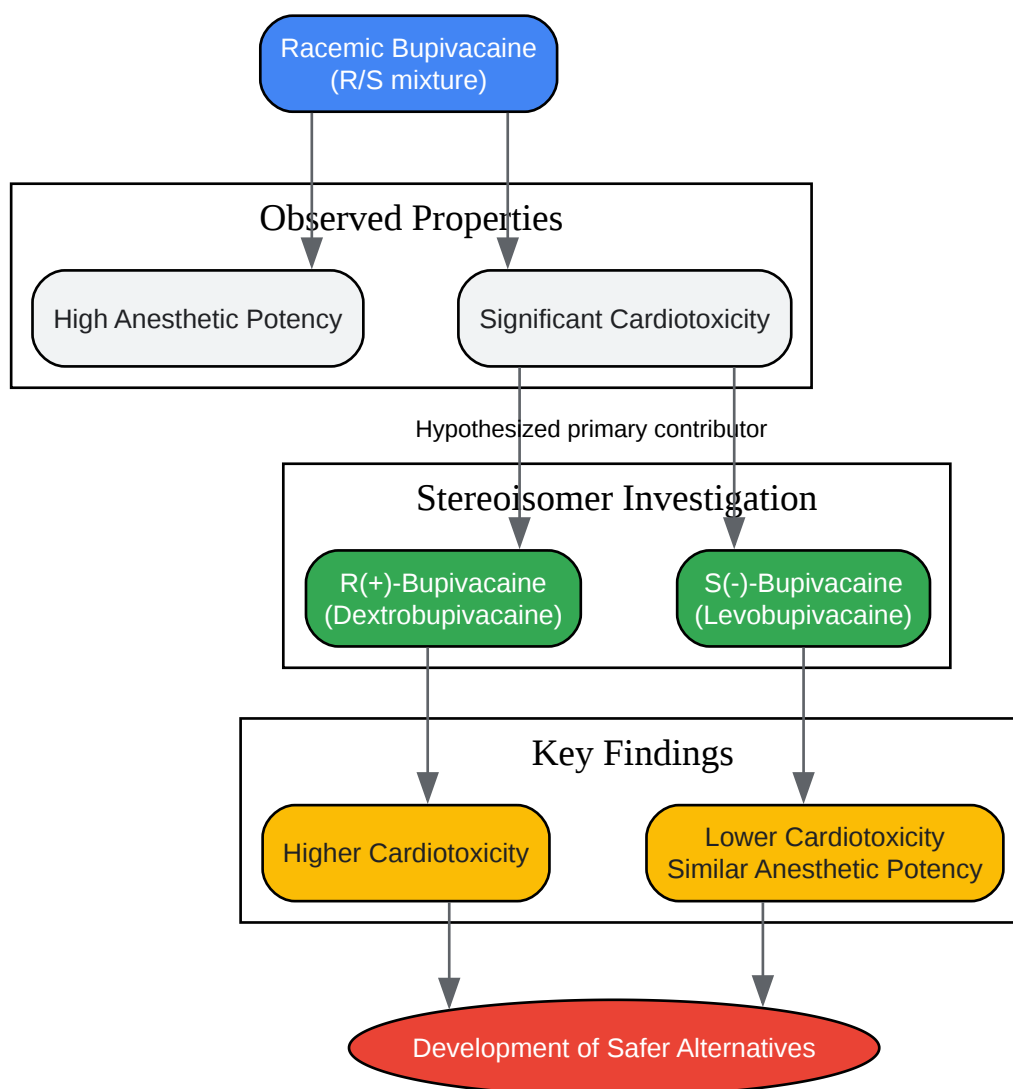 Racemic Bupivacaine
(R/S mixture)
Observed Properties
High Anesthetic Potency
Significant Cardiotoxicity
Hypothesized primary contributor
Stereoisomer Investigation
R(+)-Bupivacaine
(Dextrobupivacaine)
S(-)-Bupivacaine
(Levobupivacaine)
Key Findings
Higher Cardiotoxicity
Lower Cardiotoxicity
Similar Anesthetic Potency
Development of Safer Alternatives